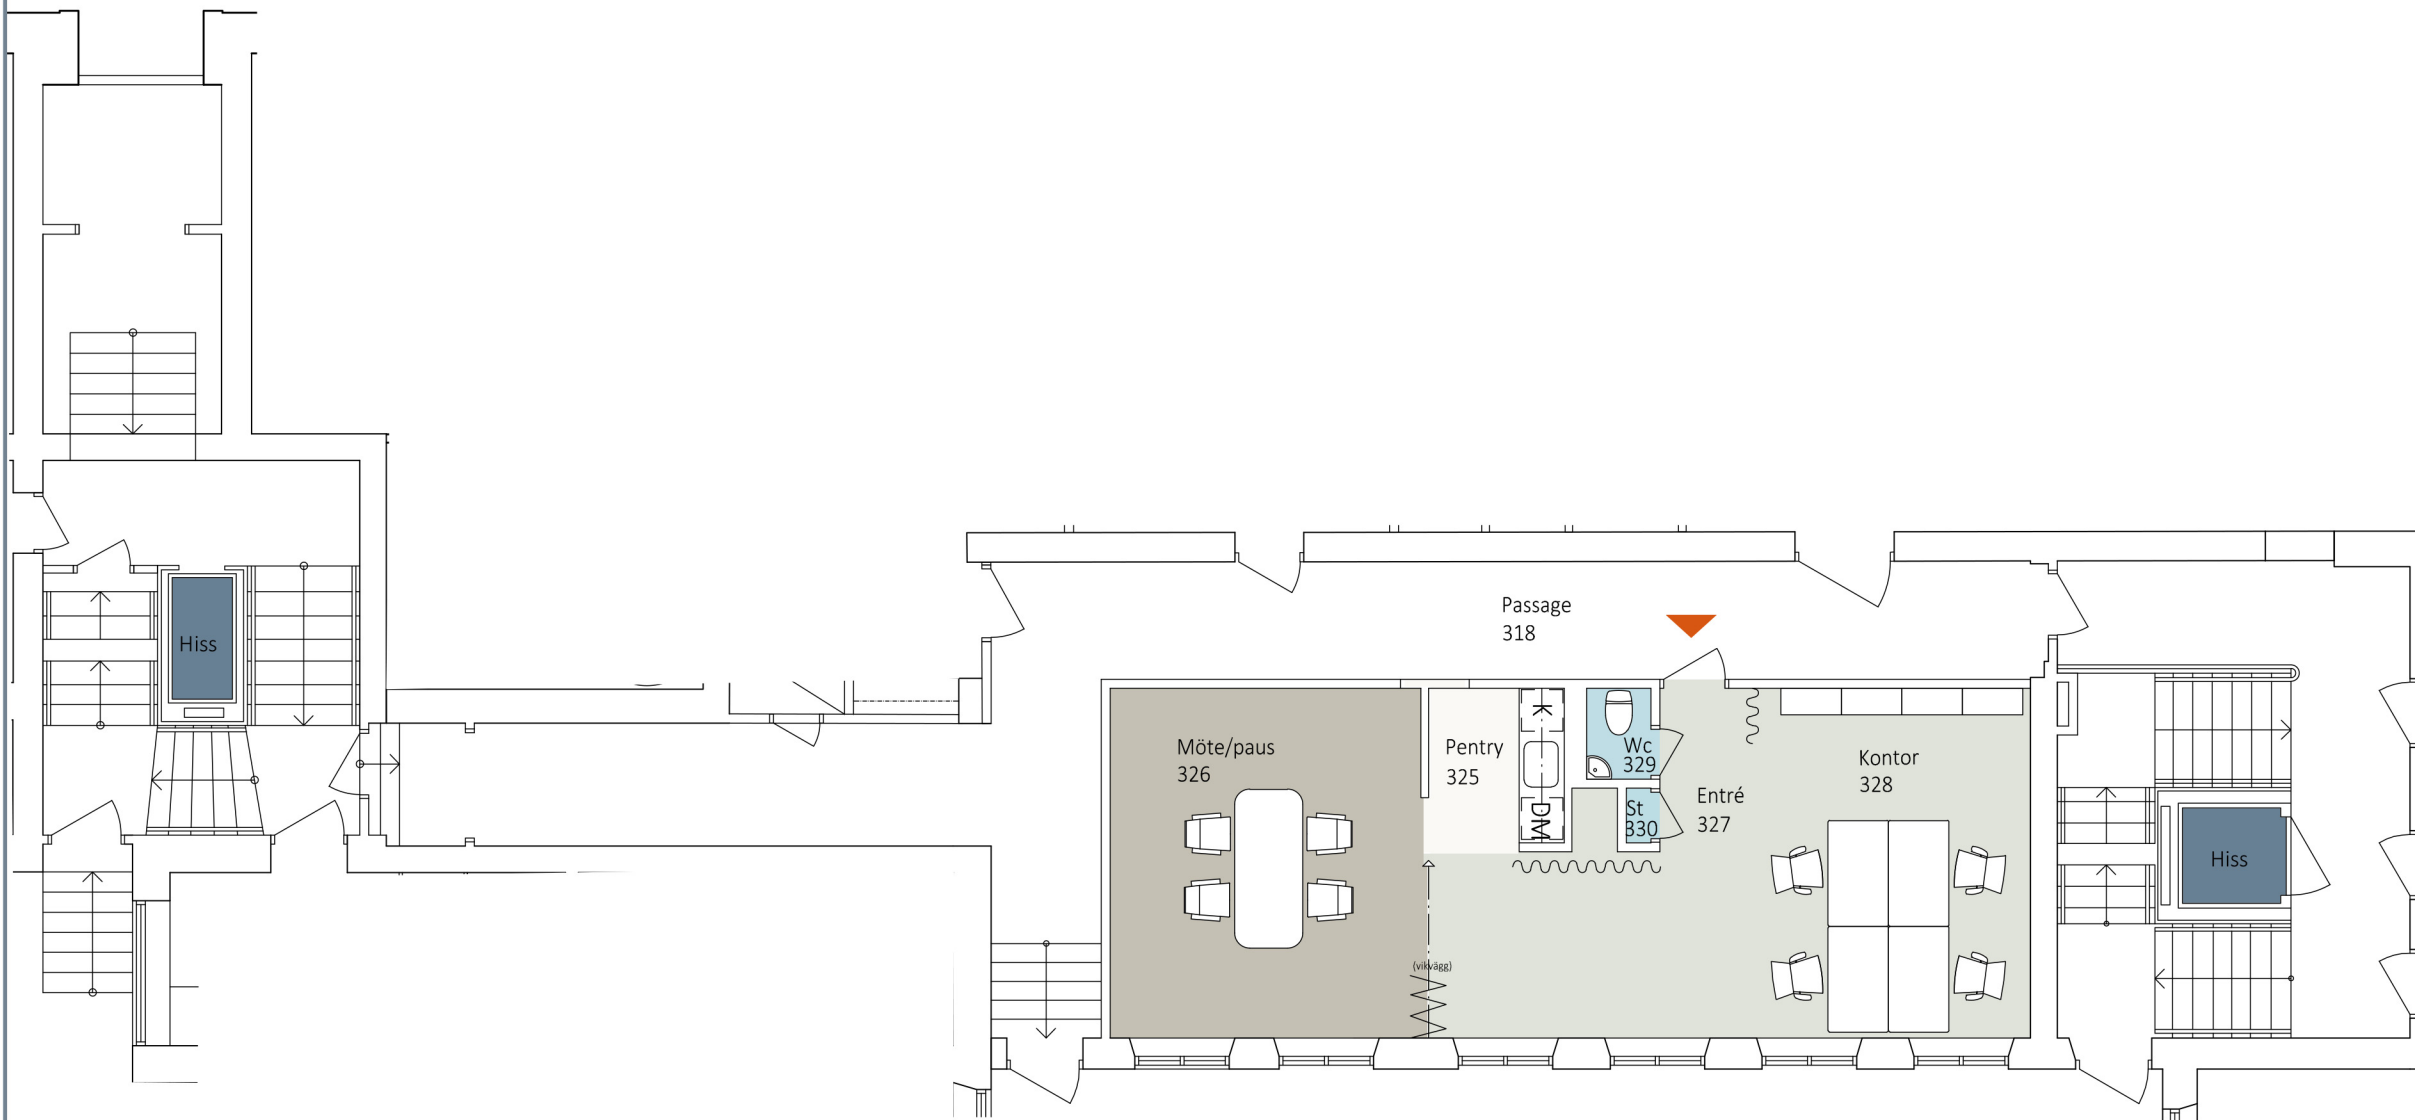 Passage
318
Hiss
Möte/paus
326
Pentry
325
K
DM
Wc
329
St
330
Entré
327
Kontor
328
Hiss
(vikvägg)